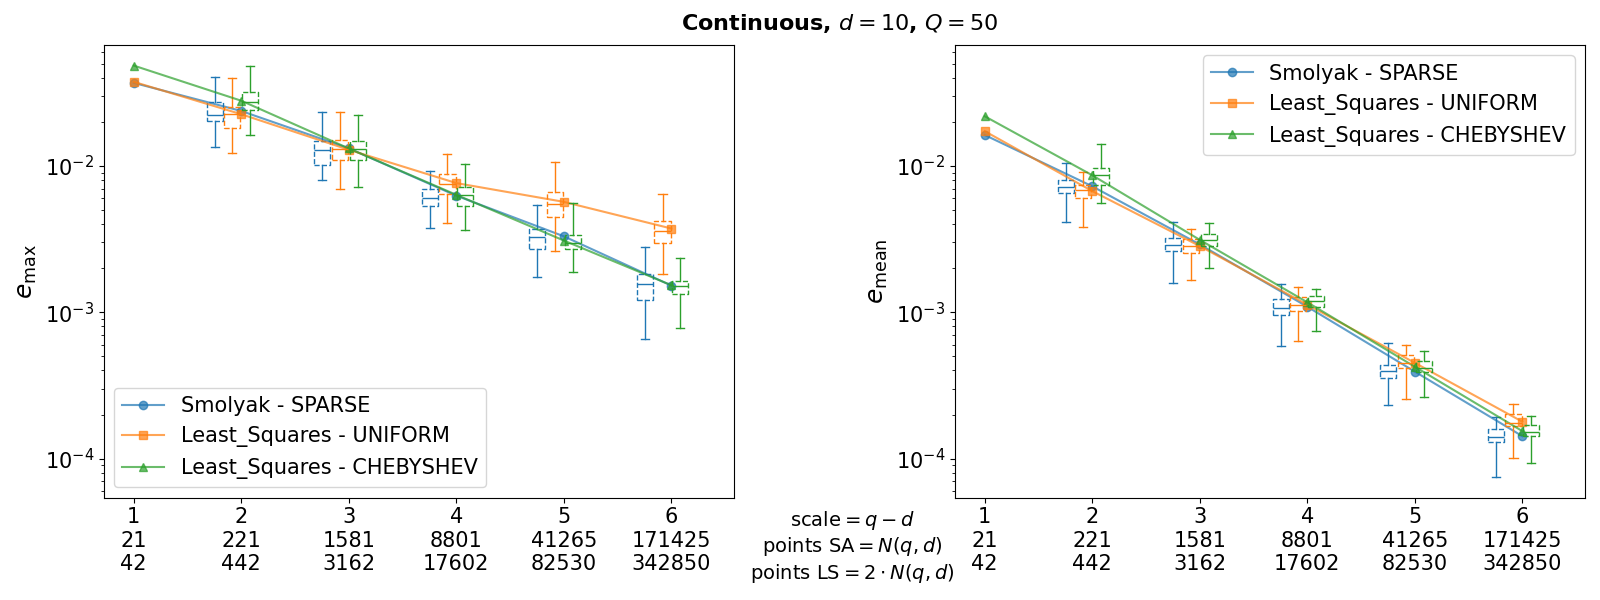 Continuous, d = 10, Q = 50
e_max
10^{-2}
10^{-3}
10^{-4}
Smolyak - SPARSE
Least_Squares - UNIFORM
Least_Squares - CHEBYSHEV
1 2 3 4 5 6
21 221 1581 8801 41265 171425
42 442 3162 17602 82530 342850
scale = q − d
points SA = N(q, d)
points LS = 2 · N(q, d)
e_mean
10^{-2}
10^{-3}
10^{-4}
Smolyak - SPARSE
Least_Squares - UNIFORM
Least_Squares - CHEBYSHEV
1 2 3 4 5 6
21 221 1581 8801 41265 171425
42 442 3162 17602 82530 342850